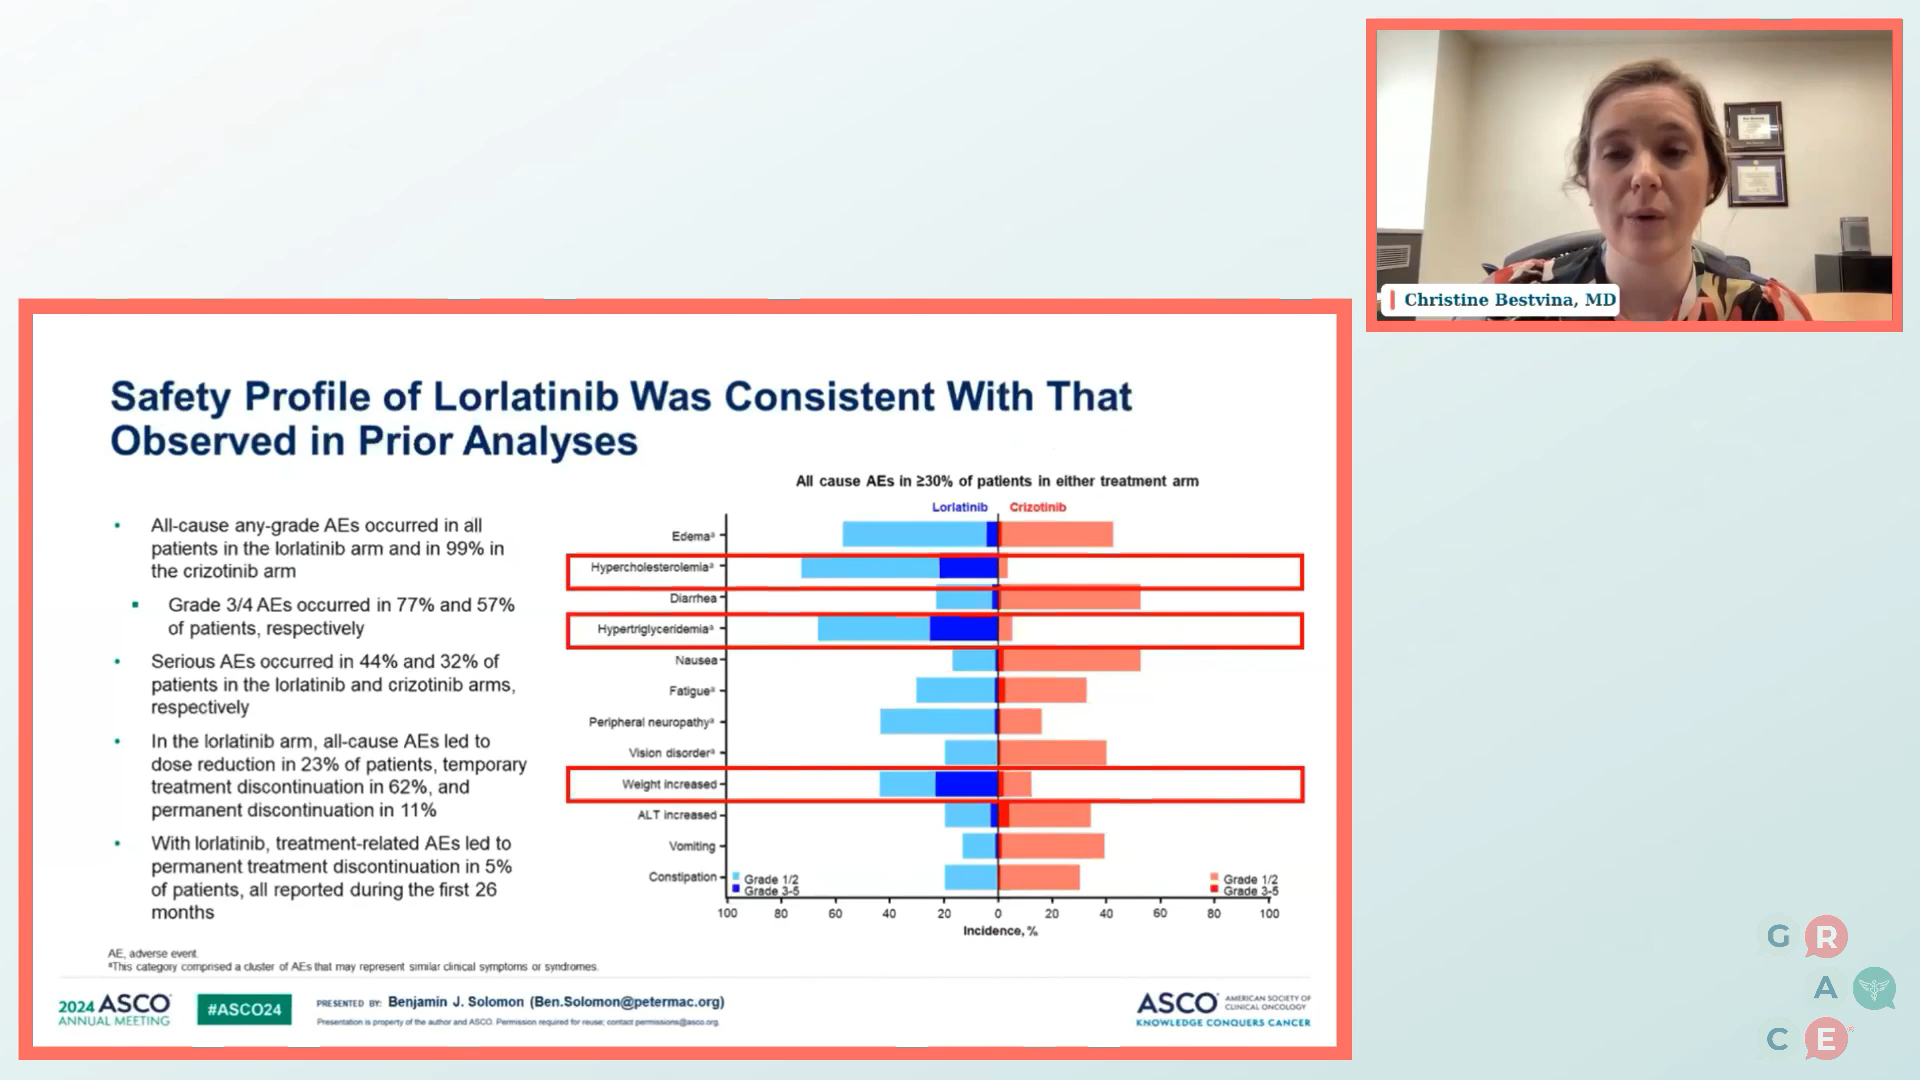 Christine Bestvina, MD
Safety Profile of Lorlatinib Was Consistent With That
Observed in Prior Analyses
• All-cause any-grade AEs occurred in all
patients in the lorlatinib arm and in 99% in
the crizotinib arm
▪ Grade 3/4 AEs occurred in 77% and 57%
of patients, respectively
• Serious AEs occurred in 44% and 32% of
patients in the lorlatinib and crizotinib arms,
respectively
• In the lorlatinib arm, all-cause AEs led to
dose reduction in 23% of patients, temporary
treatment discontinuation in 62%, and
permanent discontinuation in 11%
• With lorlatinib, treatment-related AEs led to
permanent treatment discontinuation in 5%
of patients, all reported during the first 26
months
All cause AEs in ≥30% of patients in either treatment arm
Lorlatinib Crizotinib
Edemaᵃ
Hypercholesterolemiaᵃ
Diarrhea
Hypertriglyceridemiaᵃ
Nausea
Fatigueᵃ
Peripheral neuropathyᵃ
Vision disorderᵃ
Weight increased
ALT increased
Vomiting
Constipation
Grade 1/2
Grade 3-5
Grade 1/2
Grade 3-5
100 80 60 40 20 0 20 40 60 80 100
Incidence, %
AE, adverse event.
ᵃThis category comprised a cluster of AEs that may represent similar clinical symptoms or syndromes.
2024 ASCO
ANNUAL MEETING
#ASCO24
PRESENTED BY: Benjamin J. Solomon (Ben.Solomon@petermac.org)
Presentation is property of the author and ASCO. Permission required for reuse; contact permissions@asco.org.
ASCO AMERICAN SOCIETY OF
CLINICAL ONCOLOGY
KNOWLEDGE CONQUERS CANCER
G R
A
C E